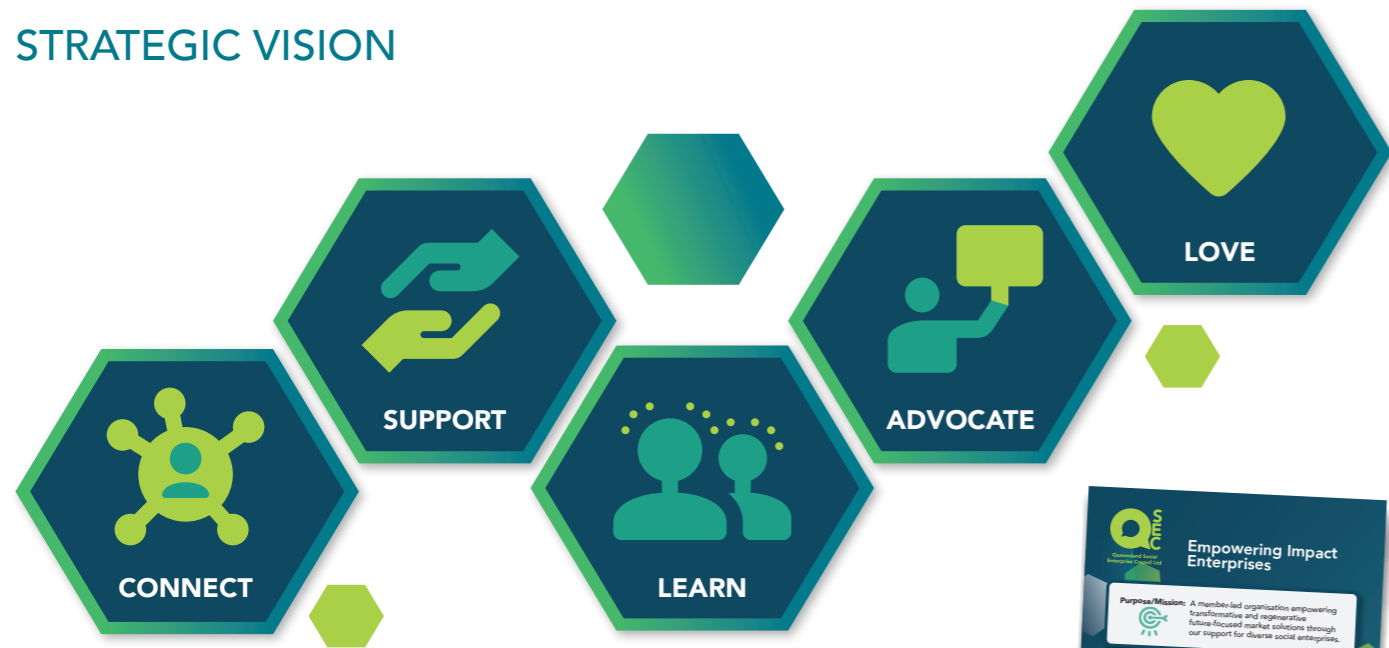 STRATEGIC VISION
LOVE
SUPPORT
ADVOCATE
CONNECT
LEARN
QSEC
Queensland Social
Enterprise Council Ltd
Empowering Impact
Enterprises
Purpose/Mission: A member-led organisation empowering
transformative and regenerative
future-focused market solutions through
our support for diverse social enterprises.